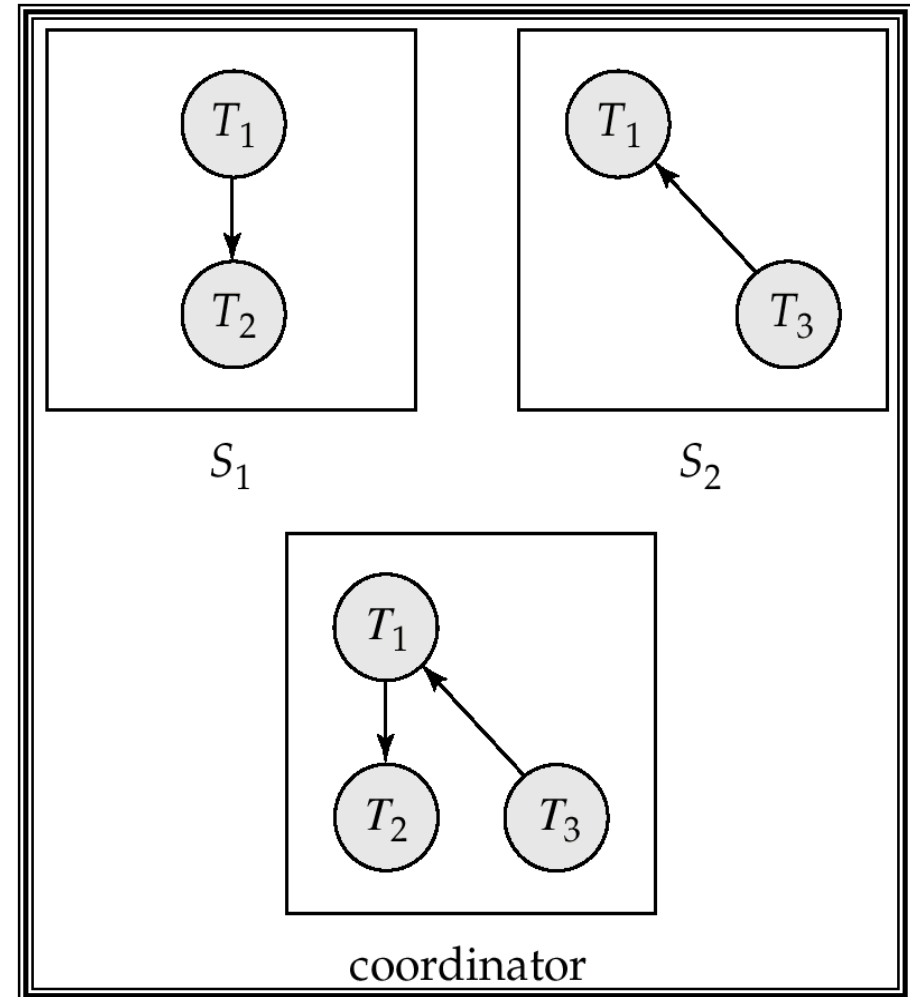 T₁
T₂
S₁
T₁
T₃
S₂
T₁
T₂ T₃
coordinator